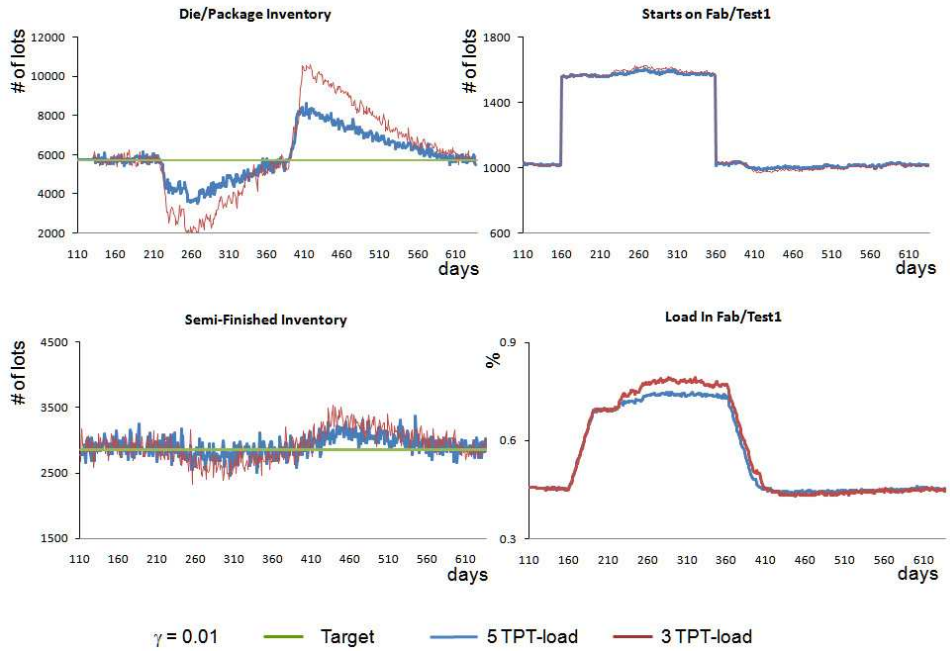 Die/Package Inventory
# of lots
12000
10000
8000
6000
4000
2000
110 160 210 260 310 360 410 460 510 560 610
days
Starts on Fab/Test1
# of lots
1800
1400
1000
600
110 160 210 260 310 360 410 460 510 560 610
days
Semi-Finished Inventory
# of lots
4500
3500
2500
1500
110 160 210 260 310 360 410 460 510 560 610
days
Load In Fab/Test1
%
0.9
0.6
0.3
110 160 210 260 310 360 410 460 510 560 610
days
γ = 0.01 Target 5 TPT-load 3 TPT-load